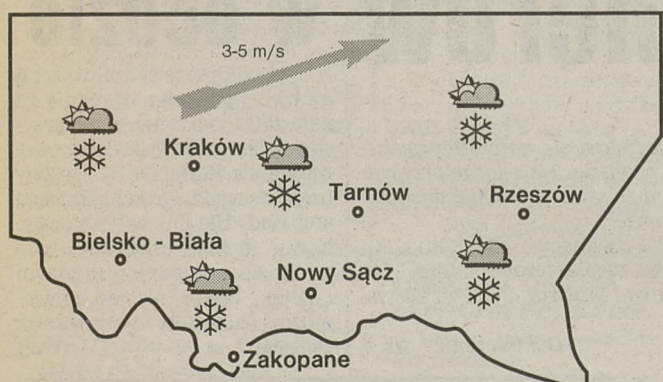 3-5 m/s
Kraków
Tarnów
Rzeszów
Bielsko - Biała
Nowy Sącz
Zakopane